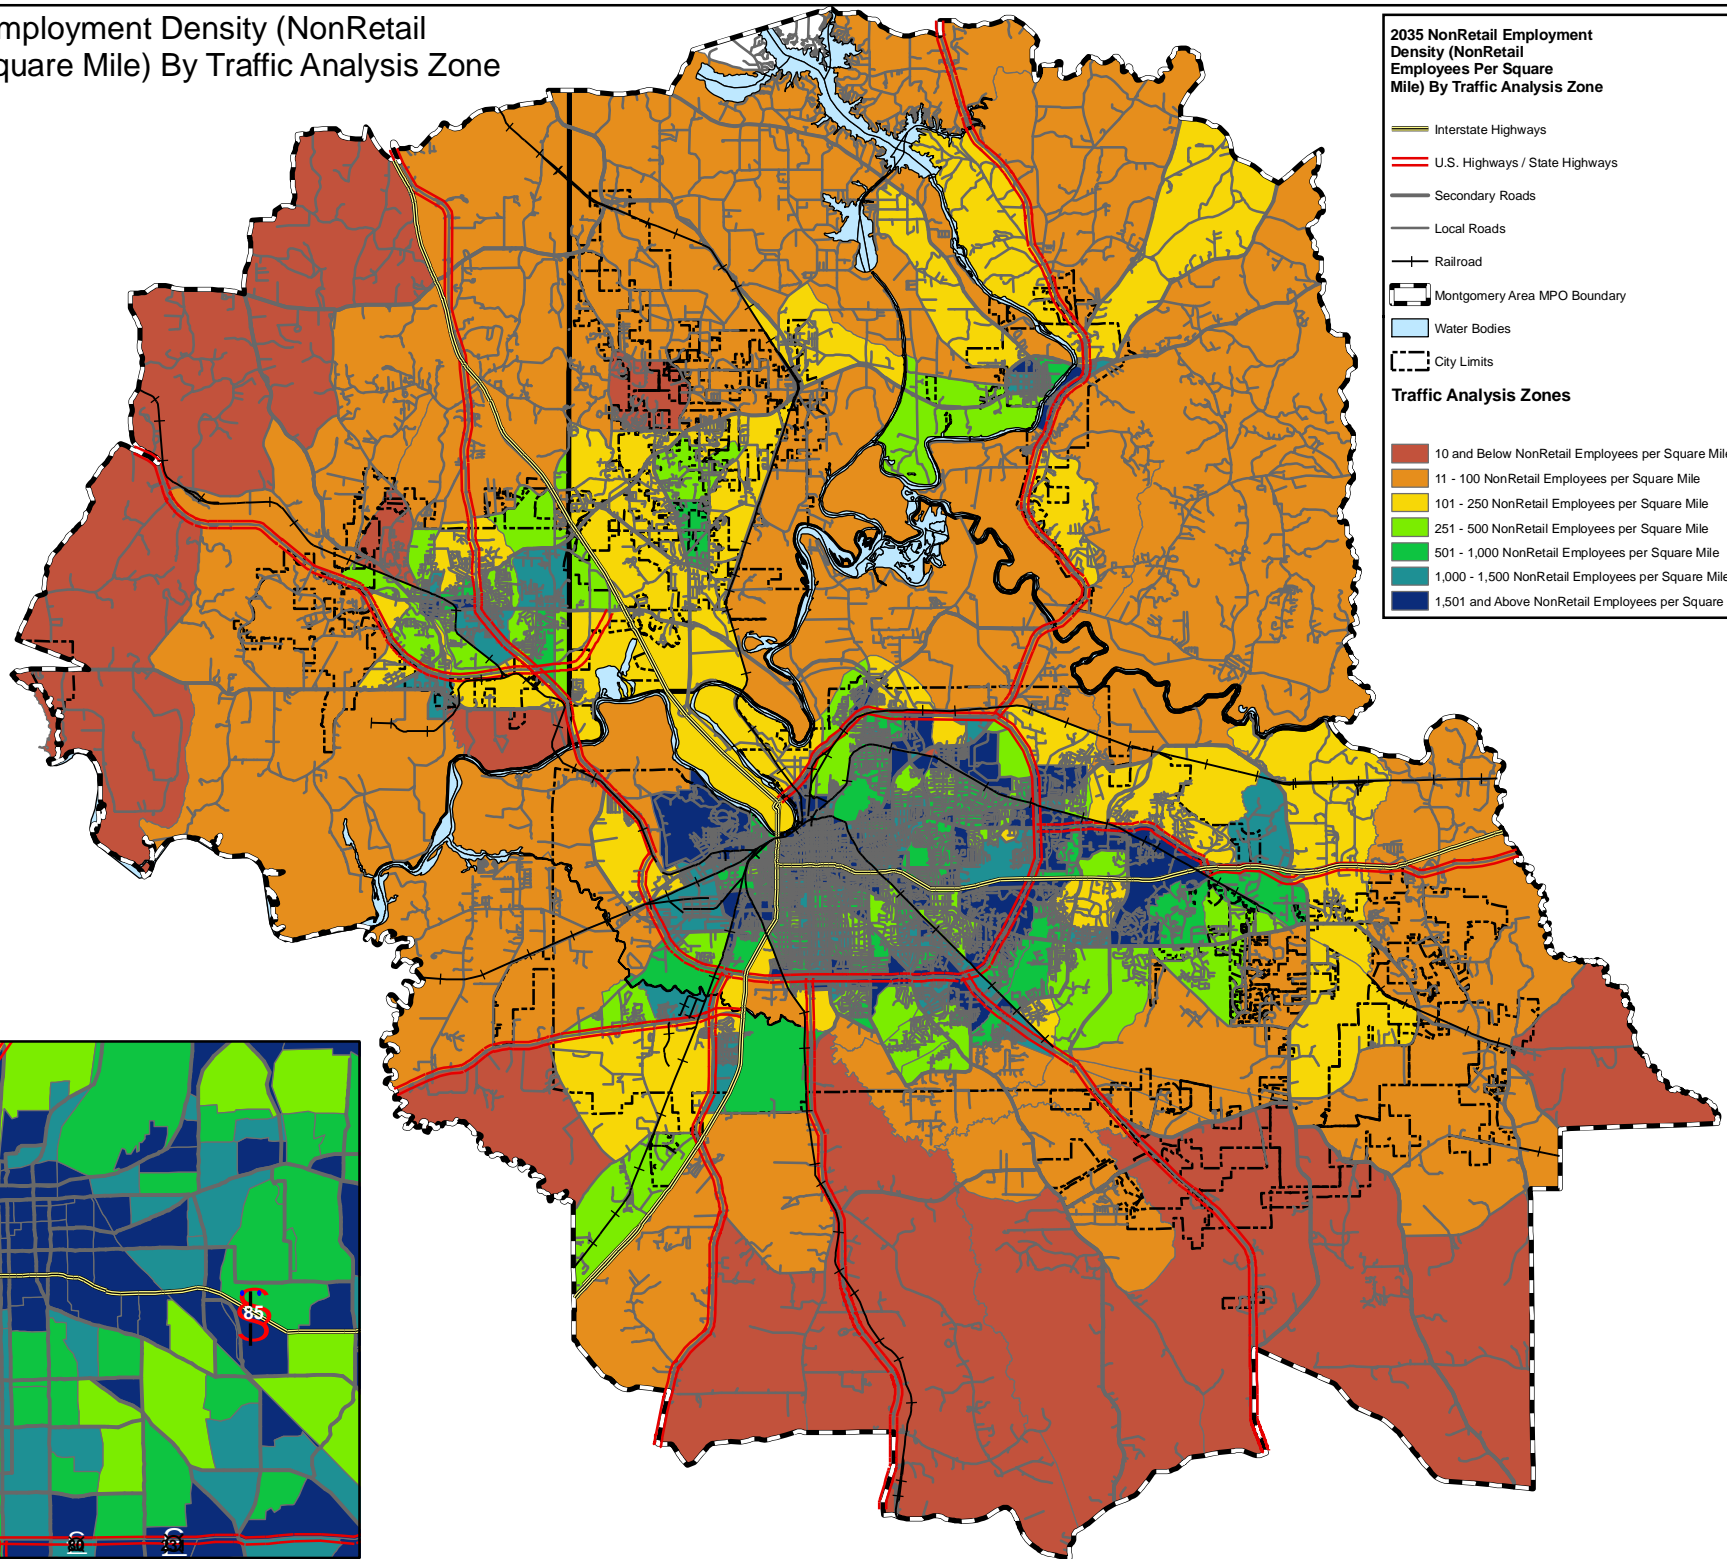 mployment Density (NonRetail
quare Mile) By Traffic Analysis Zone
2035 NonRetail Employment
Density (NonRetail
Employees Per Square
Mile) By Traffic Analysis Zone
Interstate Highways
U.S. Highways / State Highways
Secondary Roads
Local Roads
Railroad
Montgomery Area MPO Boundary
Water Bodies
City Limits
Traffic Analysis Zones
10 and Below NonRetail Employees per Square Mile
11 - 100 NonRetail Employees per Square Mile
101 - 250 NonRetail Employees per Square Mile
251 - 500 NonRetail Employees per Square Mile
501 - 1,000 NonRetail Employees per Square Mile
1,000 - 1,500 NonRetail Employees per Square Mile
1,501 and Above NonRetail Employees per Square
85
80